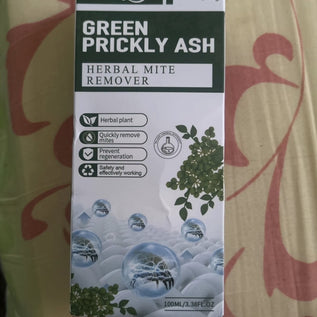 GREEN
PRICKLY ASH
HERBAL MITE
REMOVER
Herbal plant
Quickly remove
mites
Prevent
regeneration
Safety and
effectively working
100ML/3.38FL.OZ